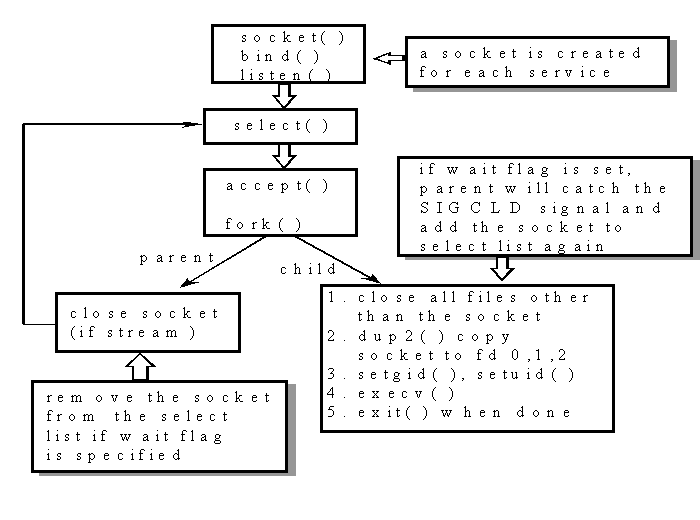 socket( )
bind( )
listen( )
a socket is created
for each service
select( )
accept( )
fork( )
if wait flag is set,
parent will catch the
SIGCLD signal and
add the socket to
select list again
parent
child
close socket
(if stream )
1. close all files other
than the socket
2. dup2( ) copy
socket to fd 0,1,2
3. setgid( ), setuid( )
4. execv( )
5. exit( ) when done
remove the socket
from the select
list if wait flag
is specified